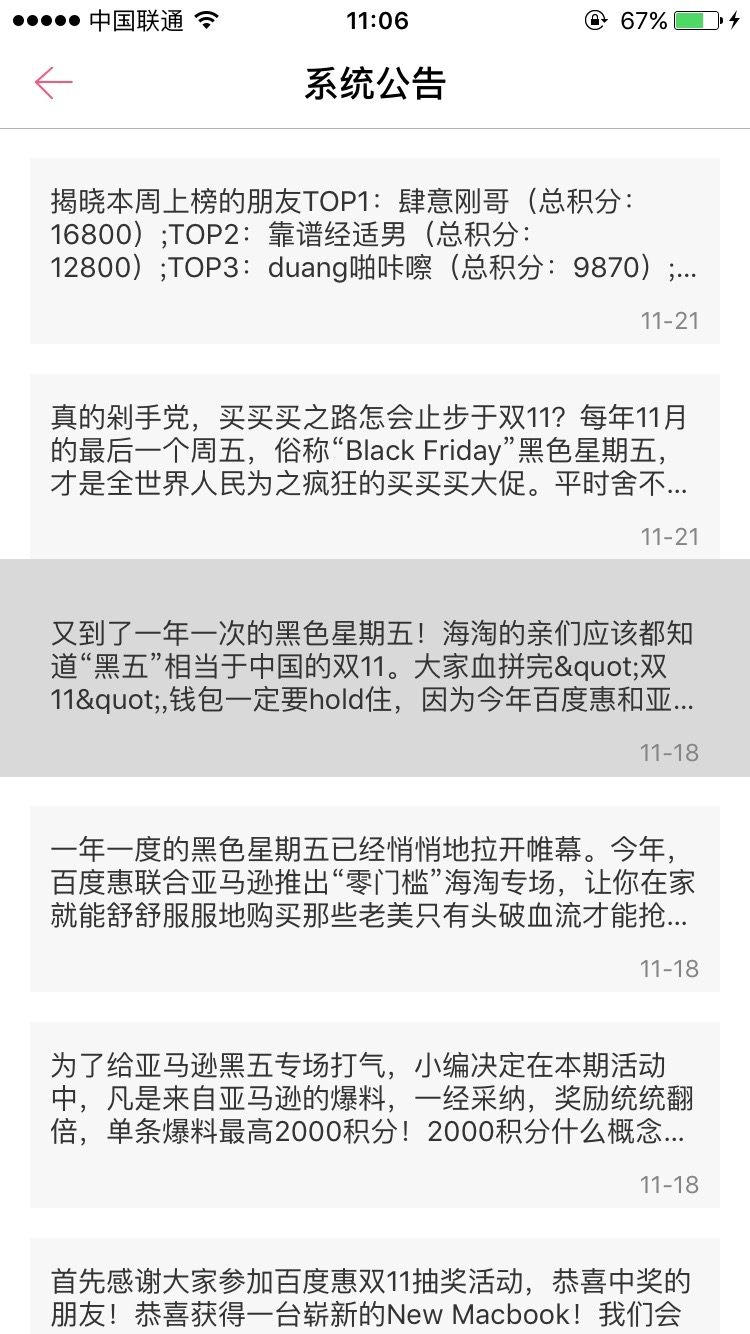 中国联通 11:06 67%
系统公告
揭晓本周上榜的朋友TOP1：肆意刚哥（总积分：
16800）;TOP2：靠谱经适男（总积分：
12800）;TOP3：duang啪咔嚓（总积分：9870）;...
11-21
真的剁手党，买买买之路怎会止步于双11？每年11月
的最后一个周五，俗称“Black Friday”黑色星期五，
才是全世界人民为之疯狂的买买买大促。平时舍不...
11-21
又到了一年一次的黑色星期五！海淘的亲们应该都知
道“黑五”相当于中国的双11。大家血拼完&quot;双
11&quot;,钱包一定要hold住，因为今年百度惠和亚...
11-18
一年一度的黑色星期五已经悄悄地拉开帷幕。今年，
百度惠联合亚马逊推出“零门槛”海淘专场，让你在家
就能舒舒服服地购买那些老美只有头破血流才能抢...
11-18
为了给亚马逊黑五专场打气，小编决定在本期活动
中，凡是来自亚马逊的爆料，一经采纳，奖励统统翻
倍，单条爆料最高2000积分！2000积分什么概念...
11-18
首先感谢大家参加百度惠双11抽奖活动，恭喜中奖的
朋友！恭喜获得一台崭新的New Macbook！我们会